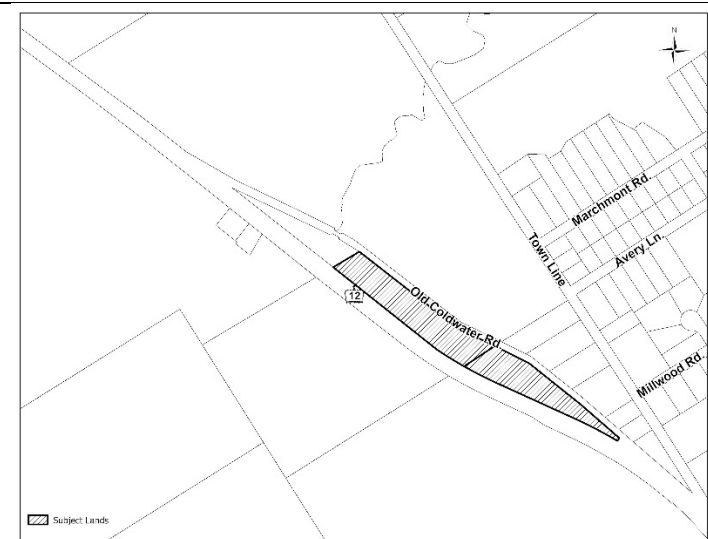 N
Marchmont Rd.
Avery Ln.
Town Line
Old Coldwater Rd
12
Millwood Rd.
Subject Lands